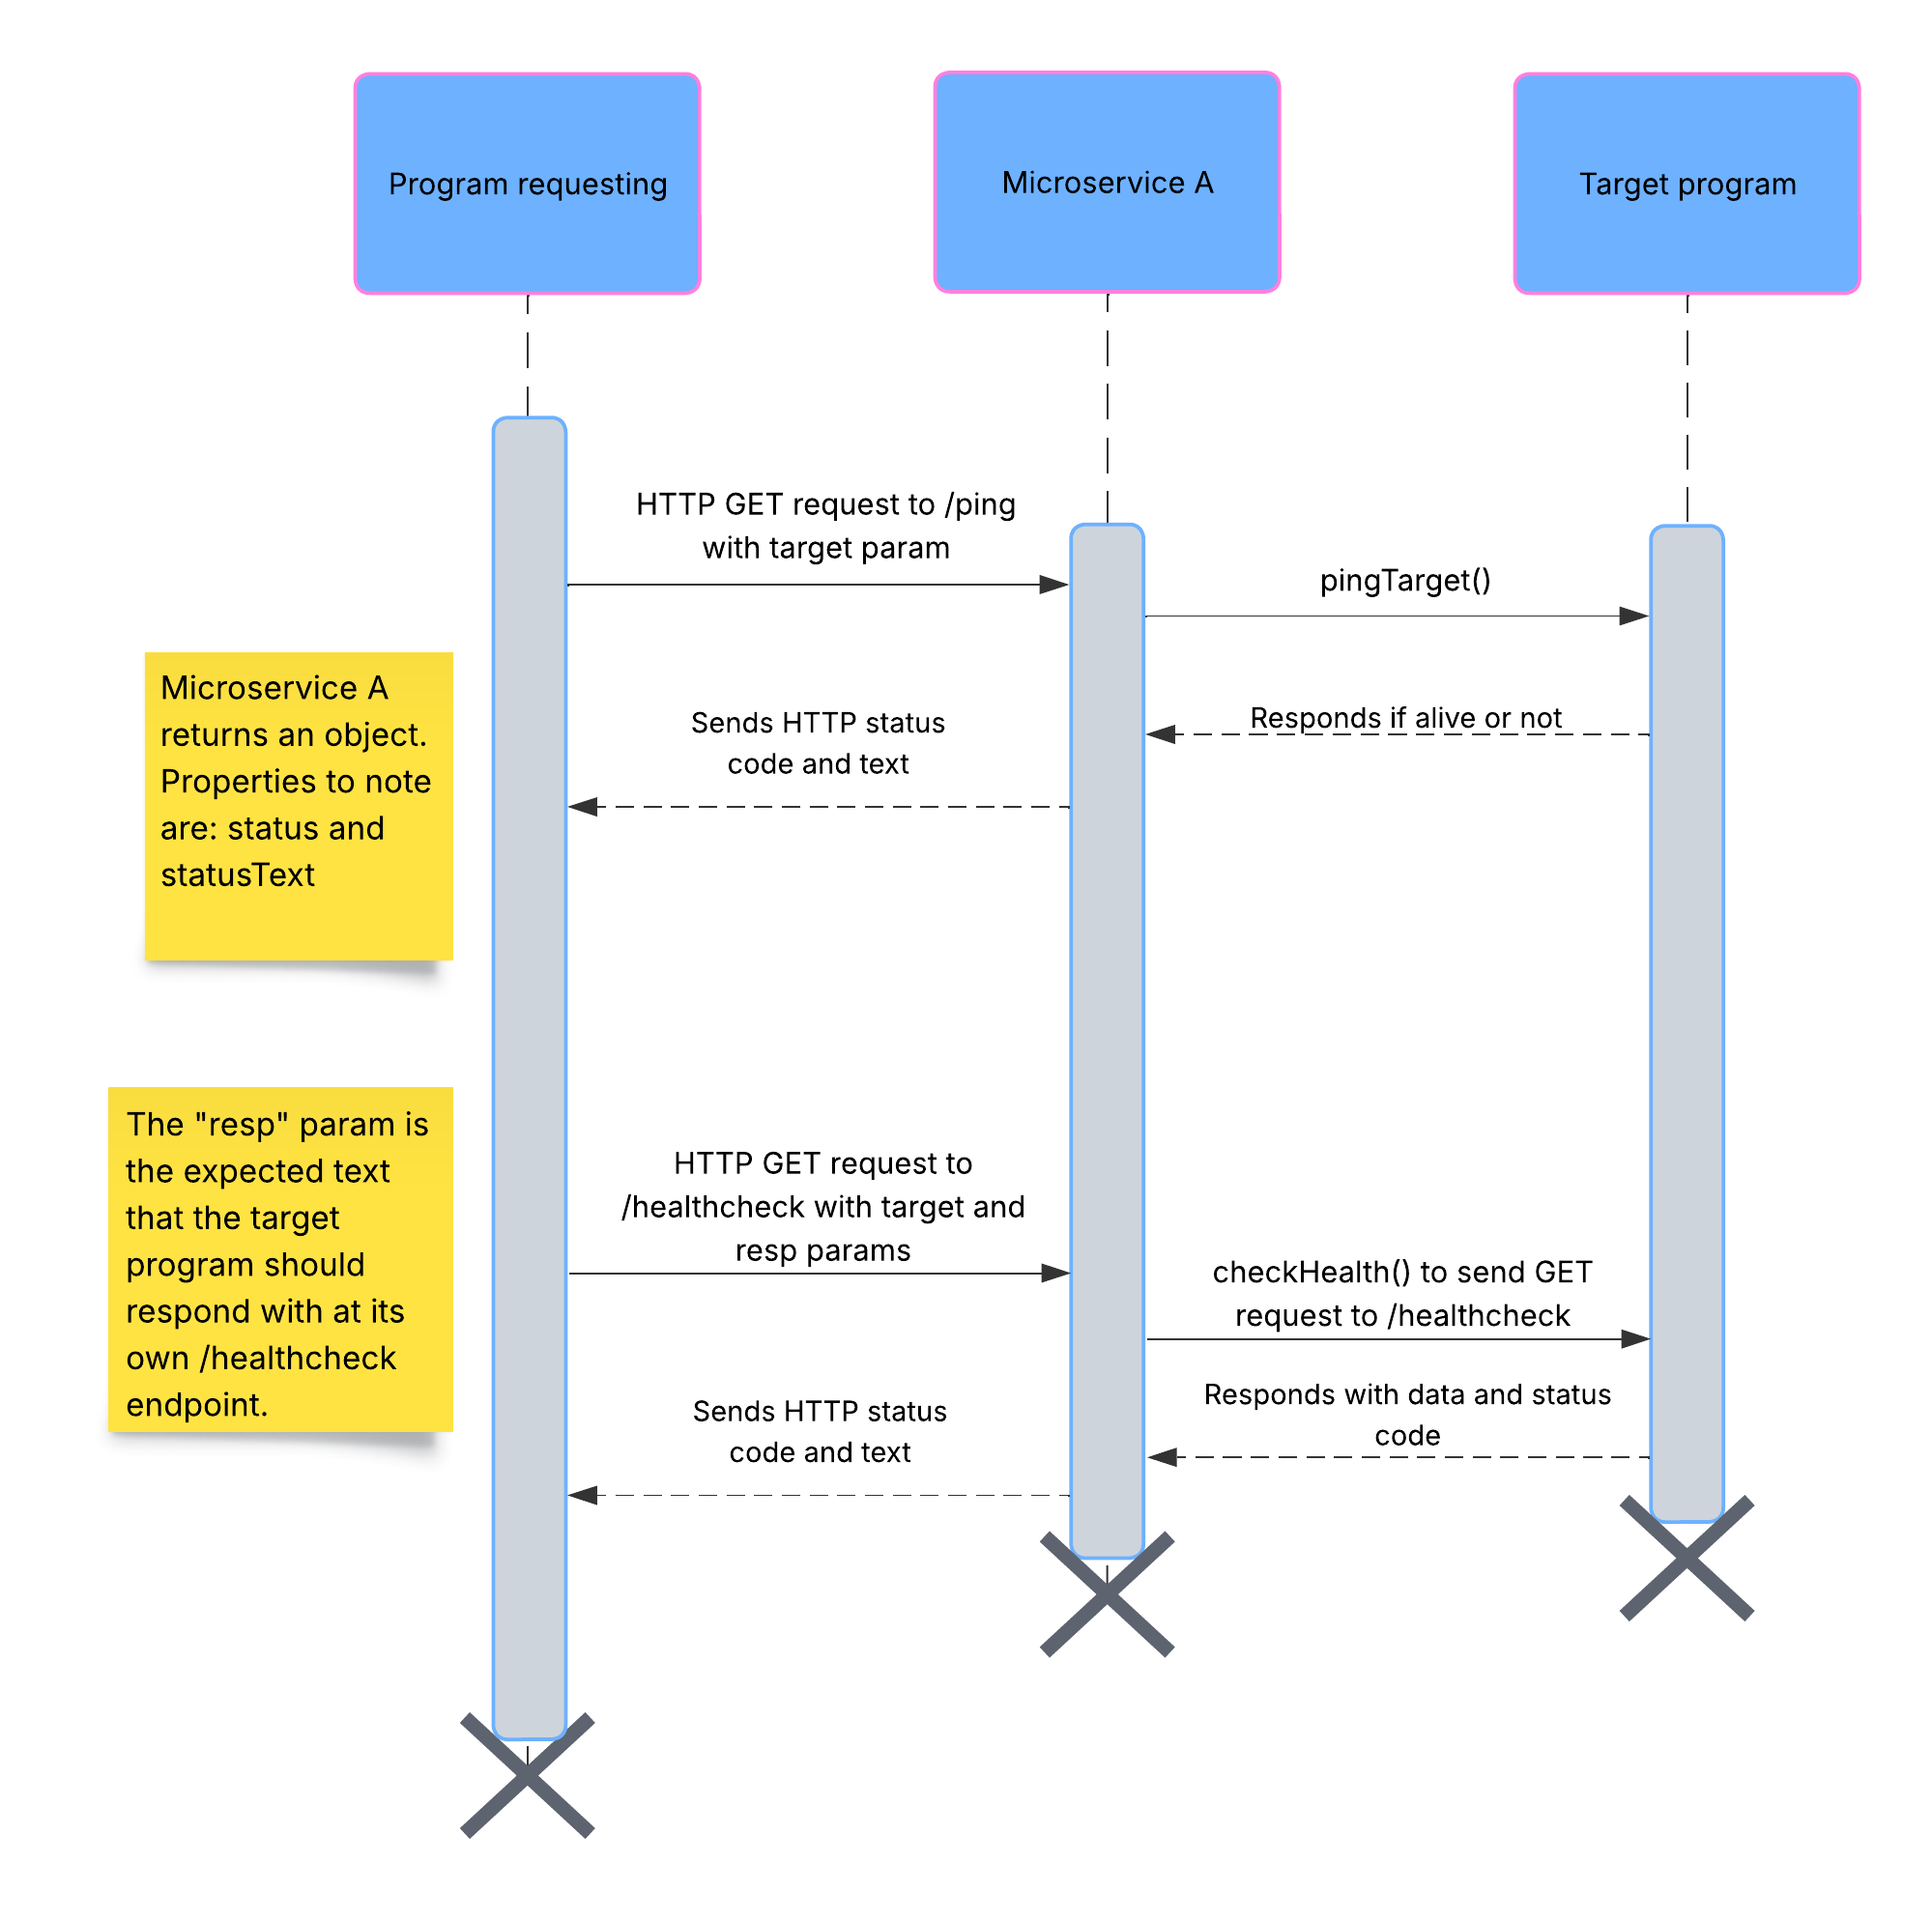 Program requesting
Microservice A
Target program
HTTP GET request to /ping
with target param
pingTarget()
Microservice A
returns an object.
Properties to note
are: status and
statusText
Sends HTTP status
code and text
Responds if alive or not
The "resp" param is
the expected text
that the target
program should
respond with at its
own /healthcheck
endpoint.
HTTP GET request to
/healthcheck with target and
resp params
checkHealth() to send GET
request to /healthcheck
Responds with data and status
code
Sends HTTP status
code and text